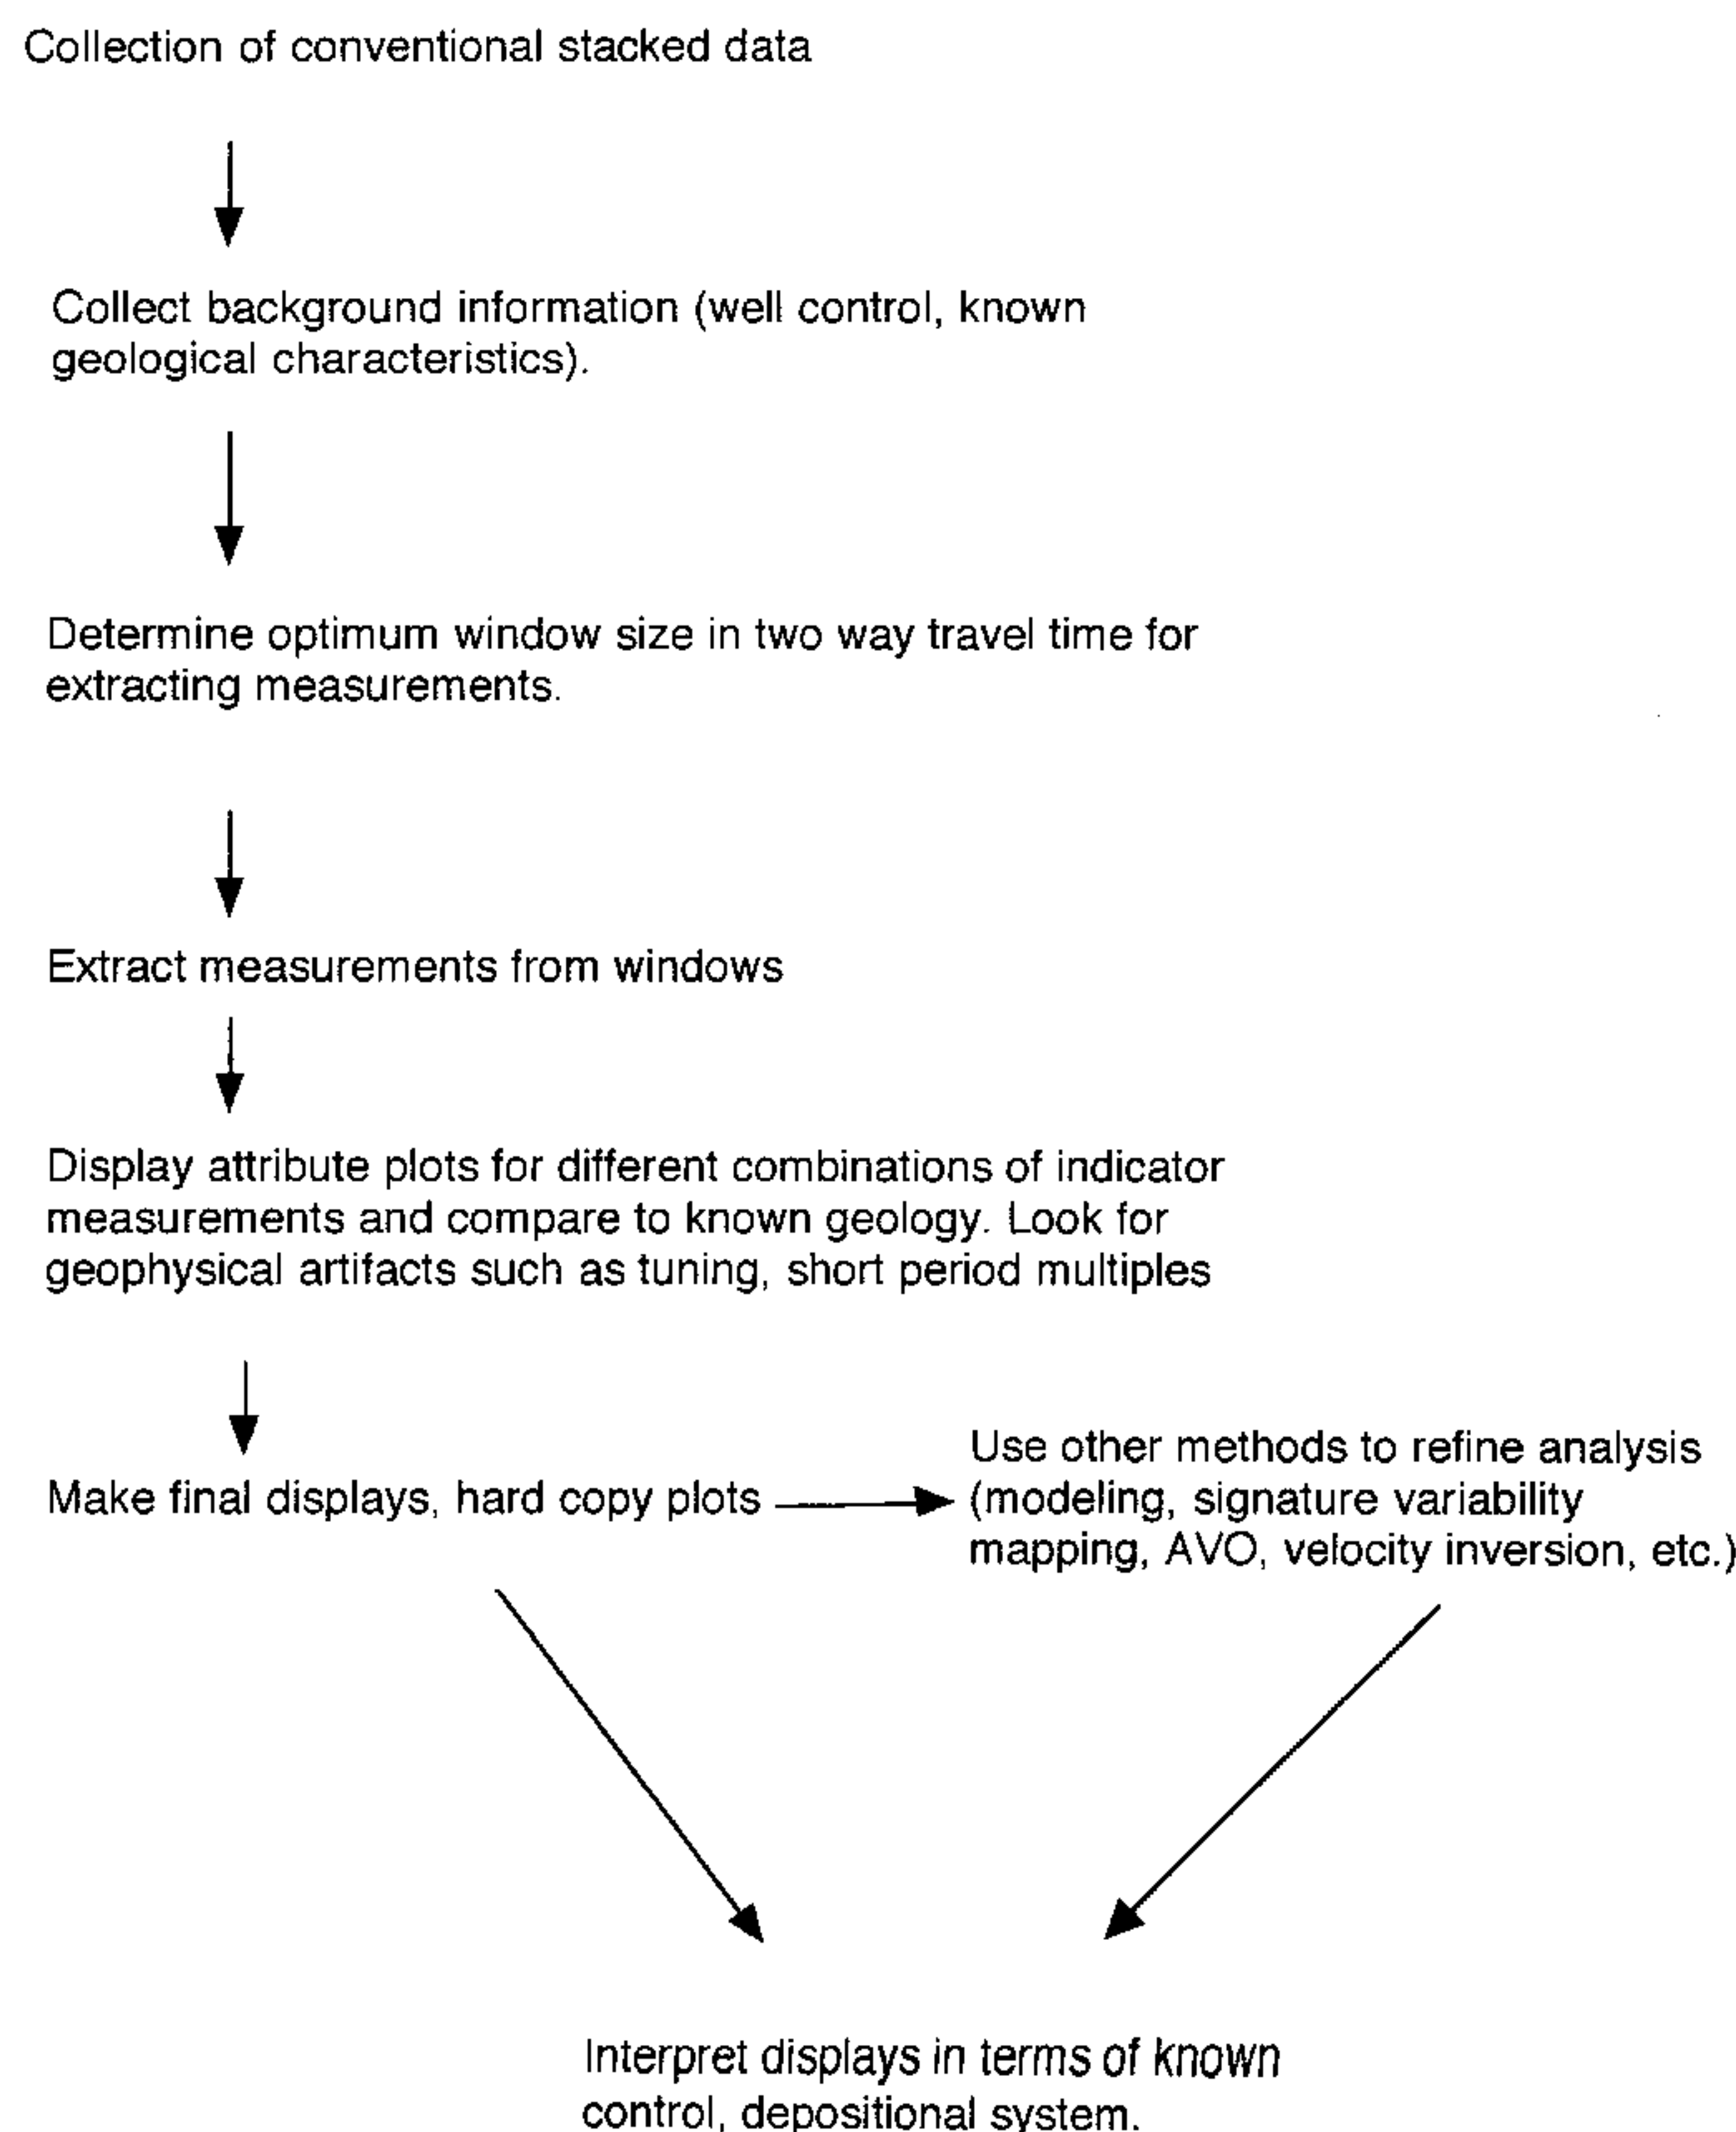 Collection of conventional stacked data
Collect background information (well control, known
geological characteristics).
Determine optimum window size in two way travel time for
extracting measurements.
Extract measurements from windows
Display attribute plots for different combinations of indicator
measurements and compare to known geology. Look for
geophysical artifacts such as tuning, short period multiples
Make final displays, hard copy plots
Use other methods to refine analysis
(modeling, signature variability
mapping, AVO, velocity inversion, etc.)
Interpret displays in terms of known
control, depositional system.